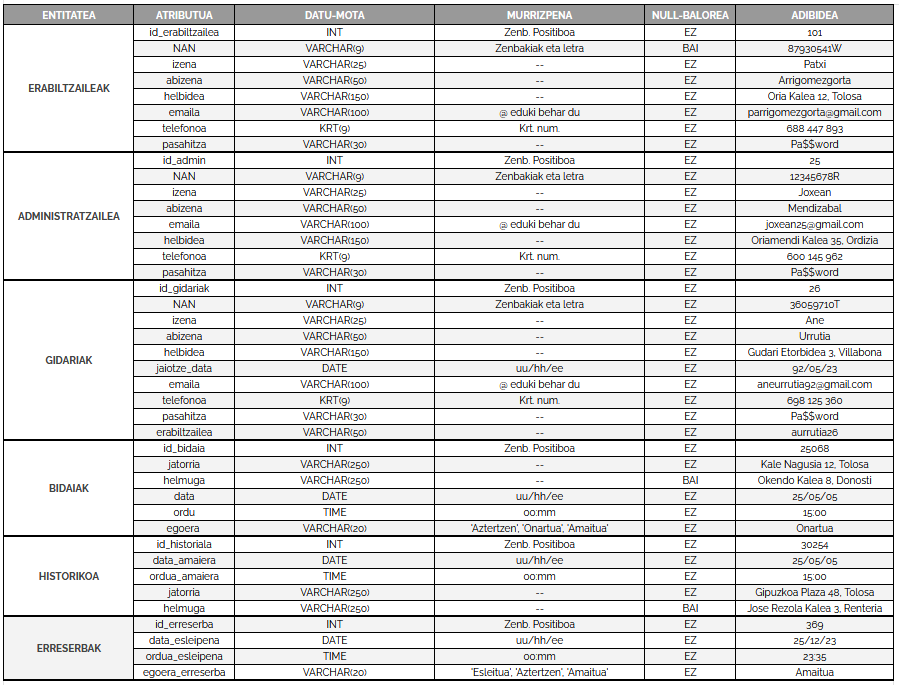 ENTITATEA ATRIBUTUA DATU-MOTA MURRIZPENA NULL-BALOREA ADIBIDEA
ERABILTZAILEAK
id_erabiltzailea INT Zenb. Positiboa EZ 101
NAN VARCHAR(9) Zenbakiak eta letra BAI 87930541W
izena VARCHAR(25) -- EZ Patxi
abizena VARCHAR(50) -- EZ Arrigomezgorta
helbidea VARCHAR(150) -- EZ Oria Kalea 12, Tolosa
emaila VARCHAR(100) @ eduki behar du EZ parrigomezgorta@gmail.com
telefonoa KRT(9) Krt. num. EZ 688 447 893
pasahitza VARCHAR(30) -- EZ Pa$$word
ADMINISTRATZAILEA
id_admin INT Zenb. Positiboa EZ 25
NAN VARCHAR(9) Zenbakiak eta letra EZ 12345678R
izena VARCHAR(25) -- EZ Joxean
abizena VARCHAR(50) -- EZ Mendizabal
emaila VARCHAR(100) @ eduki behar du EZ joxean25@gmail.com
helbidea VARCHAR(150) -- EZ Oriamendi Kalea 35, Ordizia
telefonoa KRT(9) Krt. num. EZ 600 145 962
pasahitza VARCHAR(30) -- EZ Pa$$word
GIDARIAK
id_gidariak INT Zenb. Positiboa EZ 26
NAN VARCHAR(9) Zenbakiak eta letra EZ 36059710T
izena VARCHAR(25) -- EZ Ane
abizena VARCHAR(50) -- EZ Urrutia
helbidea VARCHAR(150) -- EZ Gudari Etorbidea 3, Villabona
jaiotze_data DATE uu/hh/ee EZ 92/05/23
emaila VARCHAR(100) @ eduki behar du EZ aneurrutia92@gmail.com
telefonoa KRT(9) Krt. num. EZ 698 125 360
pasahitza VARCHAR(30) -- EZ Pa$$word
erabiltzailea VARCHAR(50) -- EZ aurrutia26
BIDAIAK
id_bidaia INT Zenb. Positiboa EZ 25068
jatorria VARCHAR(250) -- EZ Kale Nagusia 12, Tolosa
helmuga VARCHAR(250) -- BAI Okendo Kalea 8, Donosti
data DATE uu/hh/ee EZ 25/05/05
ordu TIME oo:mm EZ 15:00
egoera VARCHAR(20) 'Aztertzen', 'Onartua', 'Amaitua' EZ Onartua
HISTORIKOA
id_historiala INT Zenb. Positiboa EZ 30254
data_amaiera DATE uu/hh/ee EZ 25/05/05
ordua_amaiera TIME oo:mm EZ 15:00
jatorria VARCHAR(250) -- EZ Gipuzkoa Plaza 48, Tolosa
helmuga VARCHAR(250) -- BAI Jose Rezola Kalea 3, Renteria
ERRESERBAK
id_erreserba INT Zenb. Positiboa EZ 369
data_esleipena DATE uu/hh/ee EZ 25/12/23
ordua_esleipena TIME oo:mm EZ 23:35
egoera_erreserba VARCHAR(20) 'Esleitua', 'Aztertzen', 'Amaitua' EZ Amaitua